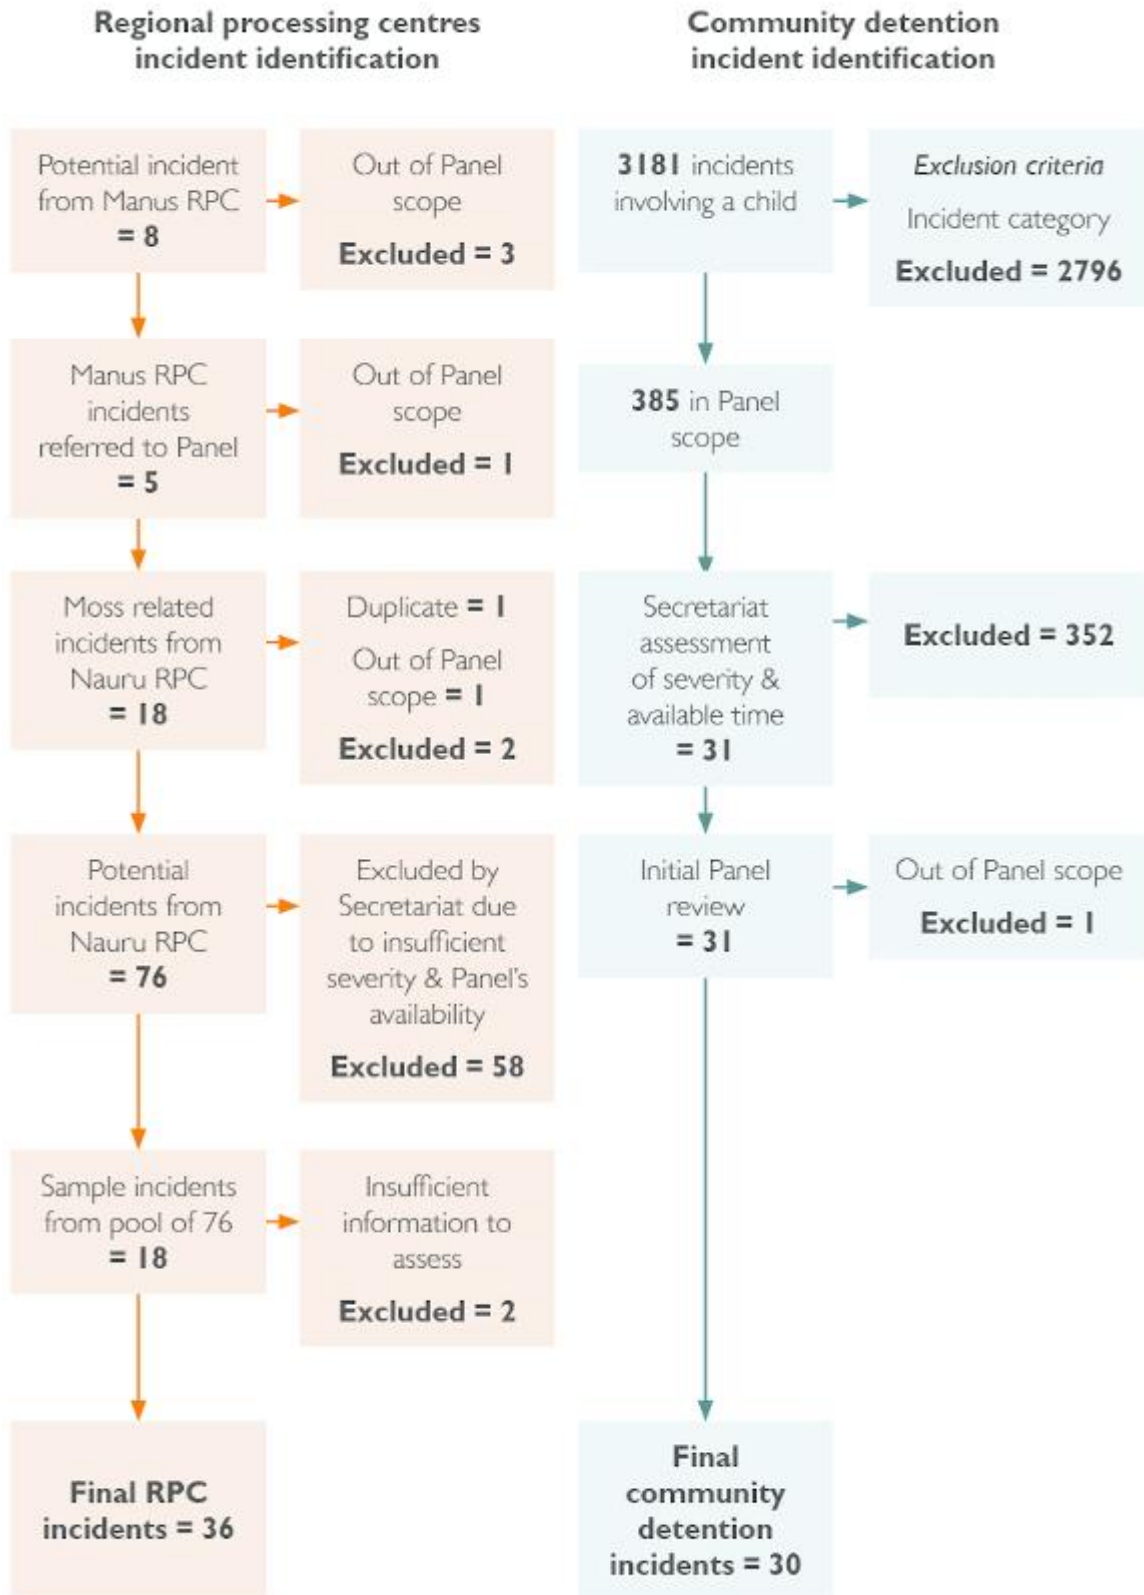 Regional processing centres
incident identification
Potential incident
from Manus RPC
= 8
Out of Panel
scope
Excluded = 3
Manus RPC
incidents
referred to Panel
= 5
Out of Panel
scope
Excluded = 1
Moss related
incidents from
Nauru RPC
= 18
Duplicate = 1
Out of Panel
scope = 1
Excluded = 2
Potential
incidents from
Nauru RPC
= 76
Excluded by
Secretariat due
to insufficient
severity & Panel's
availability
Excluded = 58
Sample incidents
from pool of 76
= 18
Insufficient
information to
assess
Excluded = 2
Final RPC
incidents = 36
Community detention
incident identification
3181 incidents
involving a child
Exclusion criteria
Incident category
Excluded = 2796
385 in Panel
scope
Secretariat
assessment
of severity &
available time
= 31
Excluded = 352
Initial Panel
review
= 31
Out of Panel scope
Excluded = 1
Final
community
detention
incidents = 30